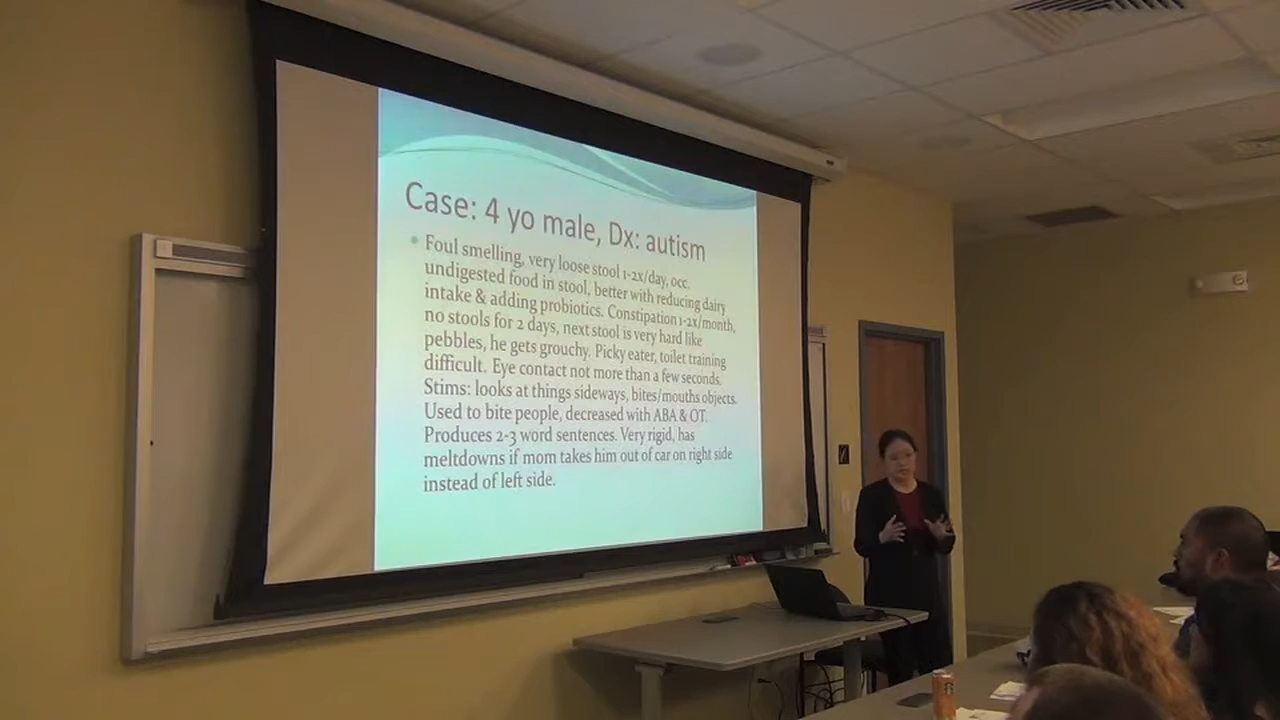 Case: 4 yo male, Dx: autism
Foul smelling, very loose stool 1-2x/day, occ.
undigested food in stool, better with reducing dairy
intake & adding probiotics. Constipation 1-2x/month,
no stools for 2 days, next stool is very hard like
pebbles, he gets grouchy. Picky eater, toilet training
difficult. Eye contact not more than a few seconds.
Stims: looks at things sideways, bites/mouths objects.
Used to bite people, decreased with ABA & OT.
Produces 2-3 word sentences. Very rigid, has
meltdowns if mom takes him out of car on right side
instead of left side.